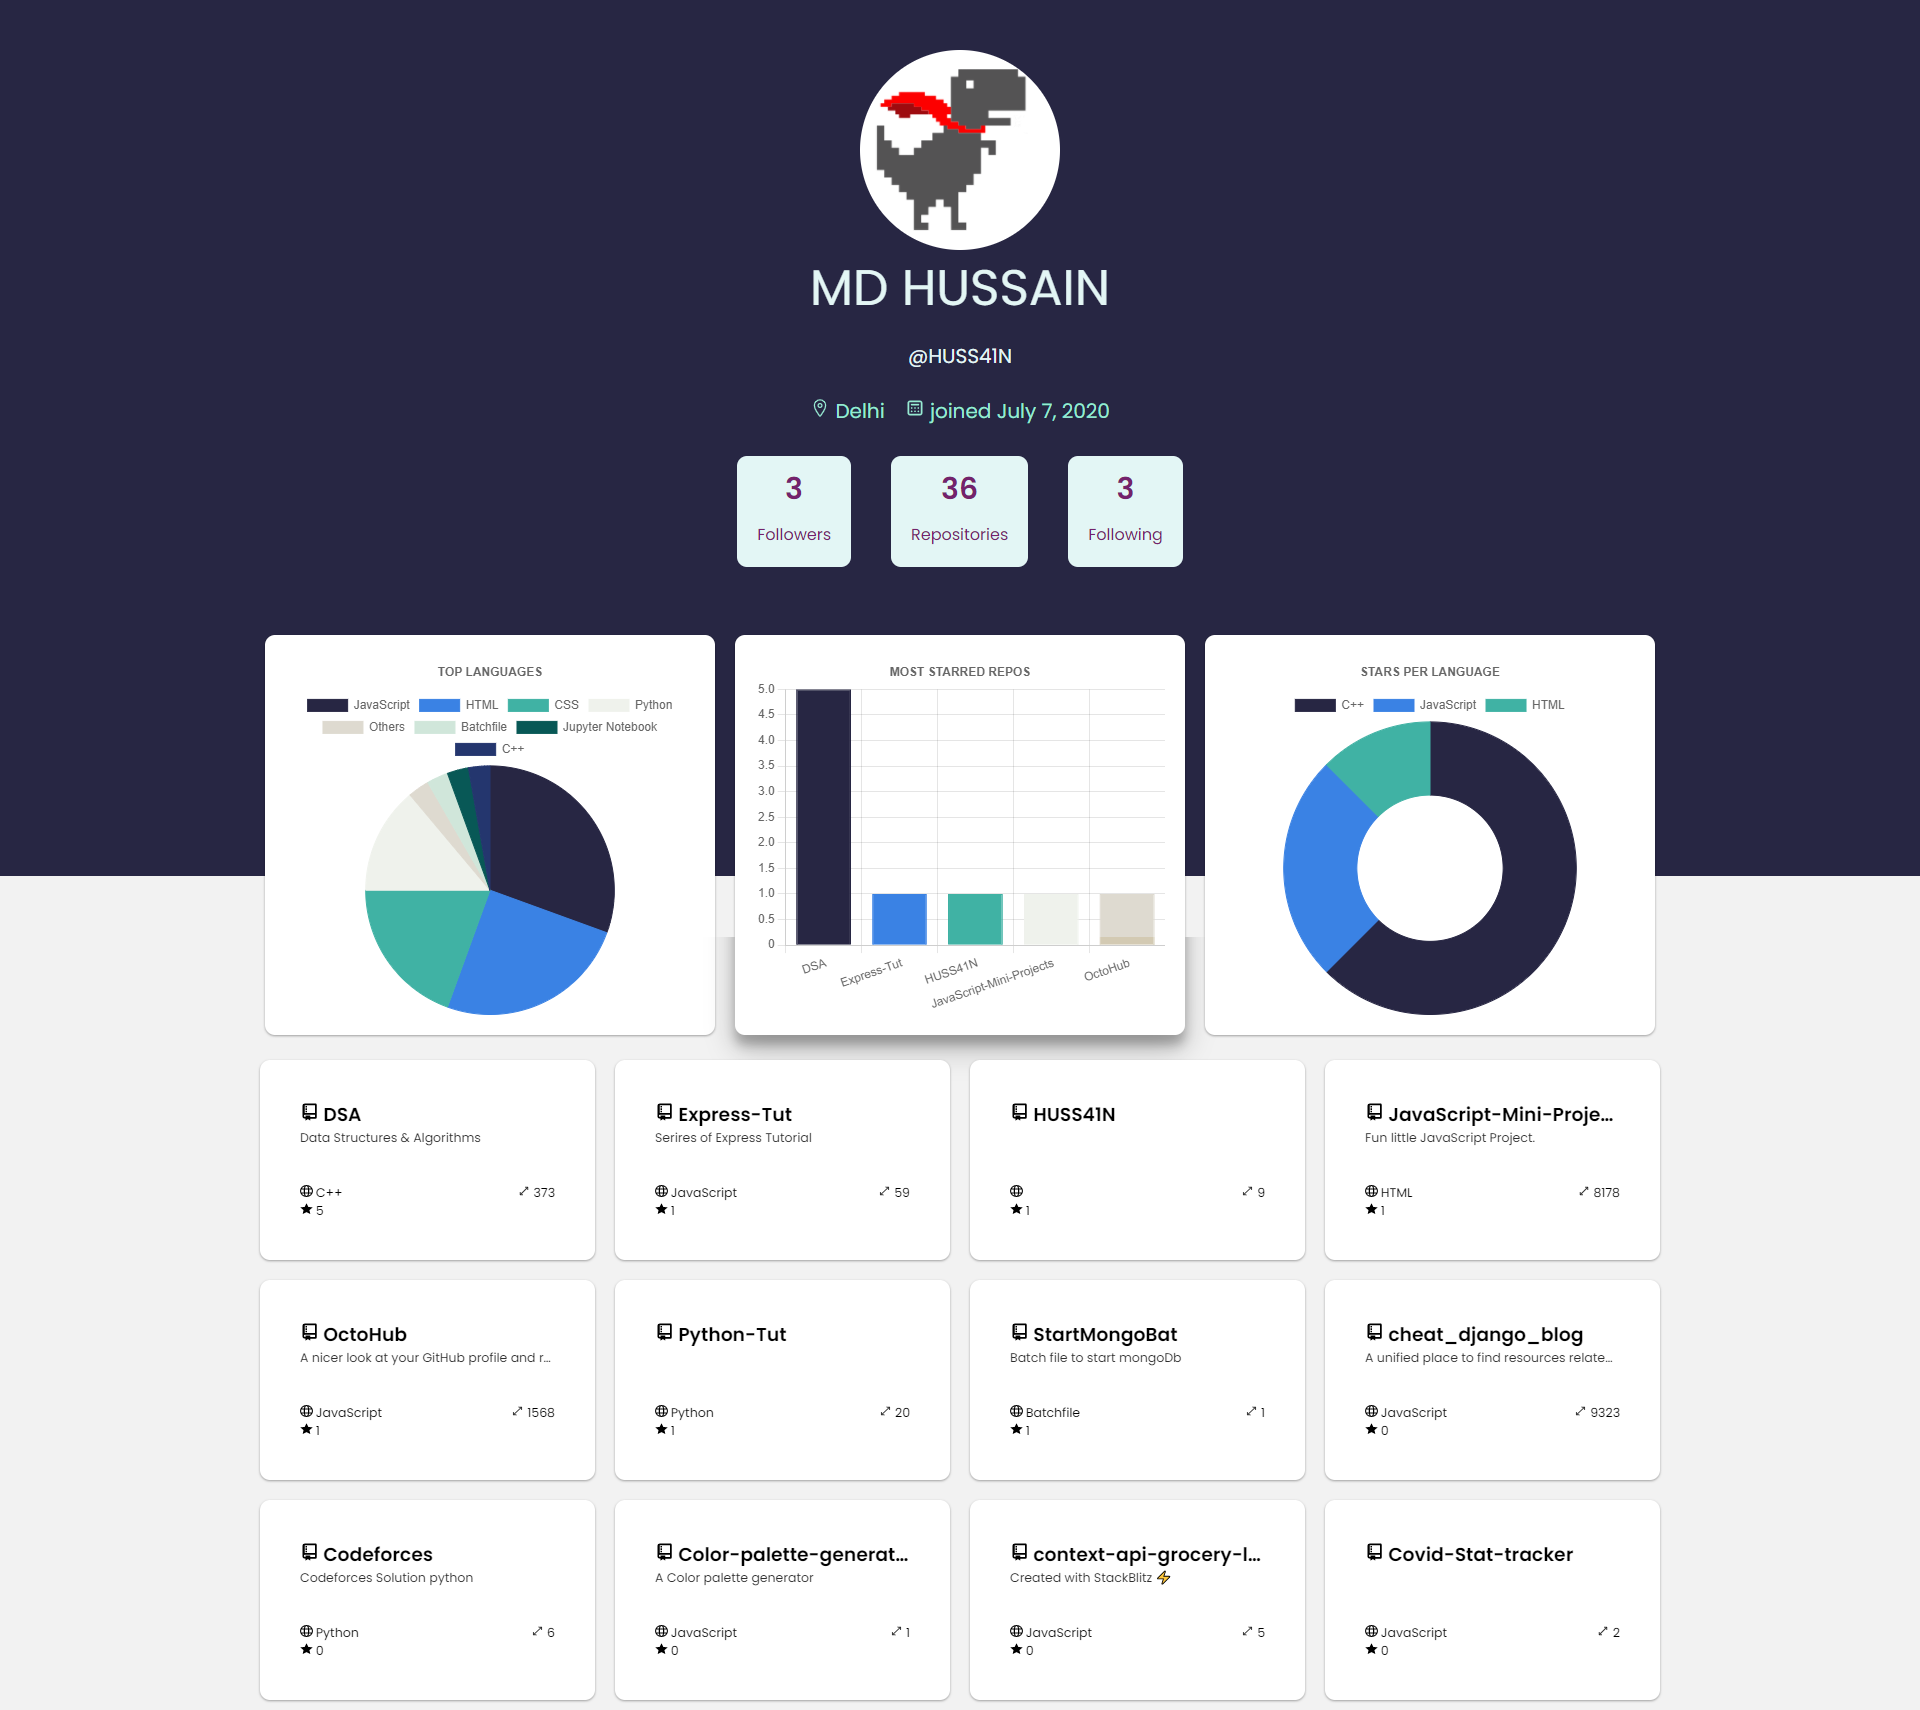 MD HUSSAIN
@HUSS41N
Delhi joined July 7, 2020
3
Followers
36
Repositories
3
Following
TOP LANGUAGES
JavaScript HTML CSS Python
Others Batchfile Jupyter Notebook
C++
MOST STARRED REPOS
5.0
4.5
4.0
3.5
3.0
2.5
2.0
1.5
1.0
0.5
0
DSA
Express-Tut
HUSS41N
JavaScript-Mini-Projects
OctoHub
STARS PER LANGUAGE
C++ JavaScript HTML
DSA
Data Structures & Algorithms
C++ 373
5
Express-Tut
Serires of Express Tutorial
JavaScript 59
1
HUSS41N
9
1
JavaScript-Mini-Proje...
Fun little JavaScript Project.
HTML 8178
1
OctoHub
A nicer look at your GitHub profile and r...
JavaScript 1568
1
Python-Tut
Python 20
1
StartMongoBat
Batch file to start mongoDb
Batchfile 1
1
cheat_django_blog
A unified place to find resources relate...
JavaScript 9323
0
Codeforces
Codeforces Solution python
Python 6
0
Color-palette-generat...
A Color palette generator
JavaScript 1
0
context-api-grocery-l...
Created with StackBlitz ⚡
JavaScript 5
0
Covid-Stat-tracker
JavaScript 2
0